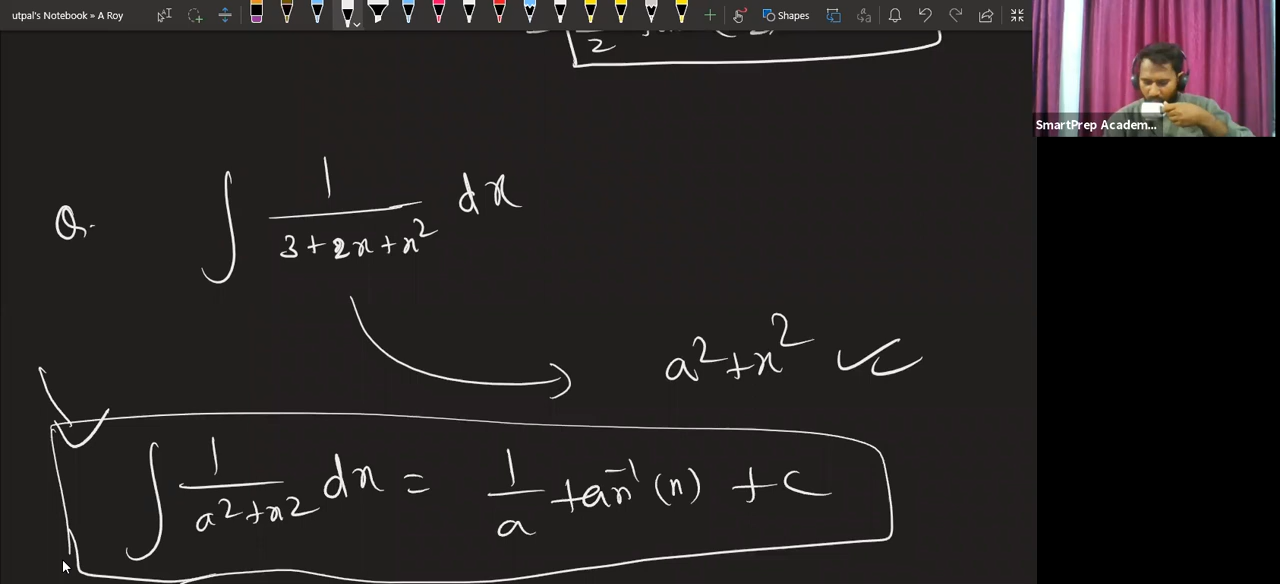 utpal's Notebook » A Roy
Shapes
SmartPrep Academ...
2
Q. ∫ 1/(3+2x+x²) dx
a²+x²
∫ 1/(a²+x²) dx = 1/a tan⁻¹(x) + c